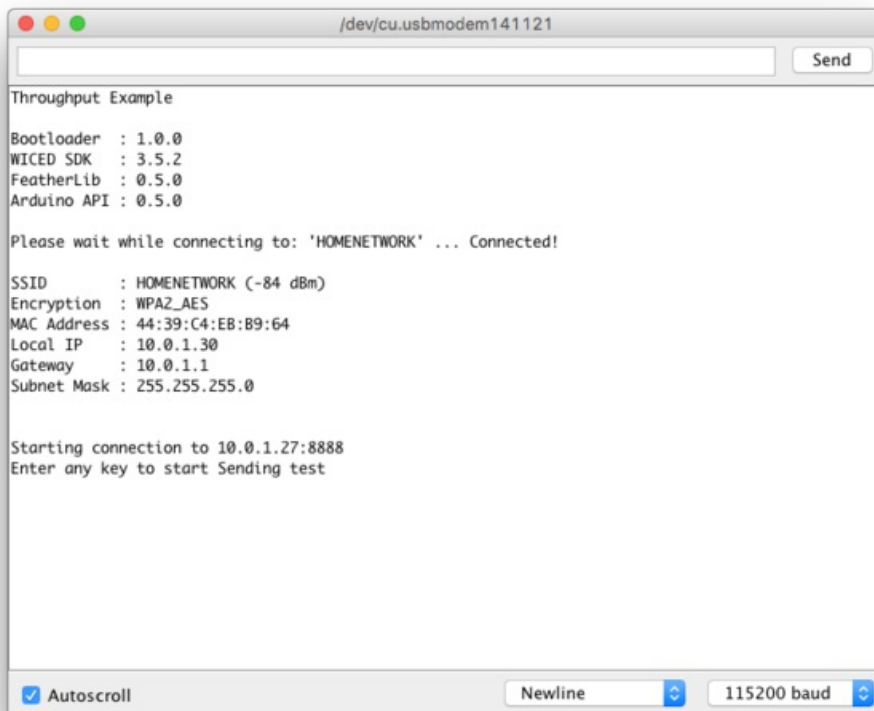 /dev/cu.usbmodem141121
Send
Throughput Example
Bootloader : 1.0.0
WICED SDK : 3.5.2
FeatherLib : 0.5.0
Arduino API : 0.5.0
Please wait while connecting to: 'HOMENETWORK' ... Connected!
SSID : HOMENETWORK (-84 dBm)
Encryption : WPA2_AES
MAC Address : 44:39:C4:EB:B9:64
Local IP : 10.0.1.30
Gateway : 10.0.1.1
Subnet Mask : 255.255.255.0
Starting connection to 10.0.1.27:8888
Enter any key to start Sending test
Autoscroll
Newline
115200 baud